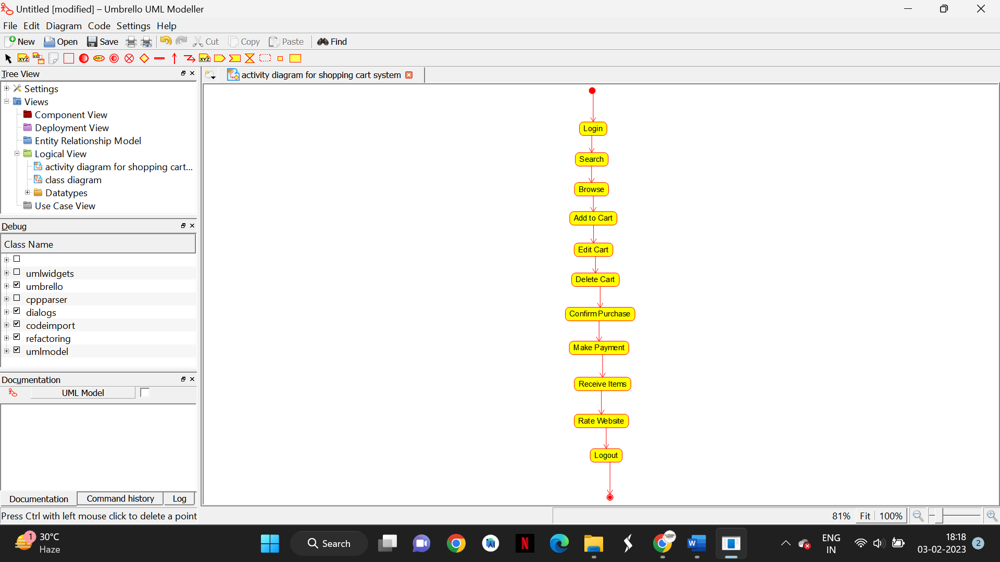 Untitled [modified] – Umbrello UML Modeller
File Edit Diagram Code Settings Help
New Open Save Cut Copy Paste Find
XYZ XYZ ABC XYZ
Tree View
activity diagram for shopping cart system
Settings
Views
Component View
Deployment View
Entity Relationship Model
Logical View
activity diagram for shopping cart...
class diagram
Datatypes
Use Case View
Debug
Class Name
umlwidgets
umbrello
cppparser
dialogs
codeimport
refactoring
umlmodel
Documentation
UML Model
Documentation Command history Log
Login
Search
Browse
Add to Cart
Edit Cart
Delete Cart
Confirm Purchase
Make Payment
Receive Items
Rate Website
Logout
Press Ctrl with left mouse click to delete a point
81% Fit 100%
1
30°C
Haze
Search
N
W
ENG
IN
18:18
03-02-2023
2